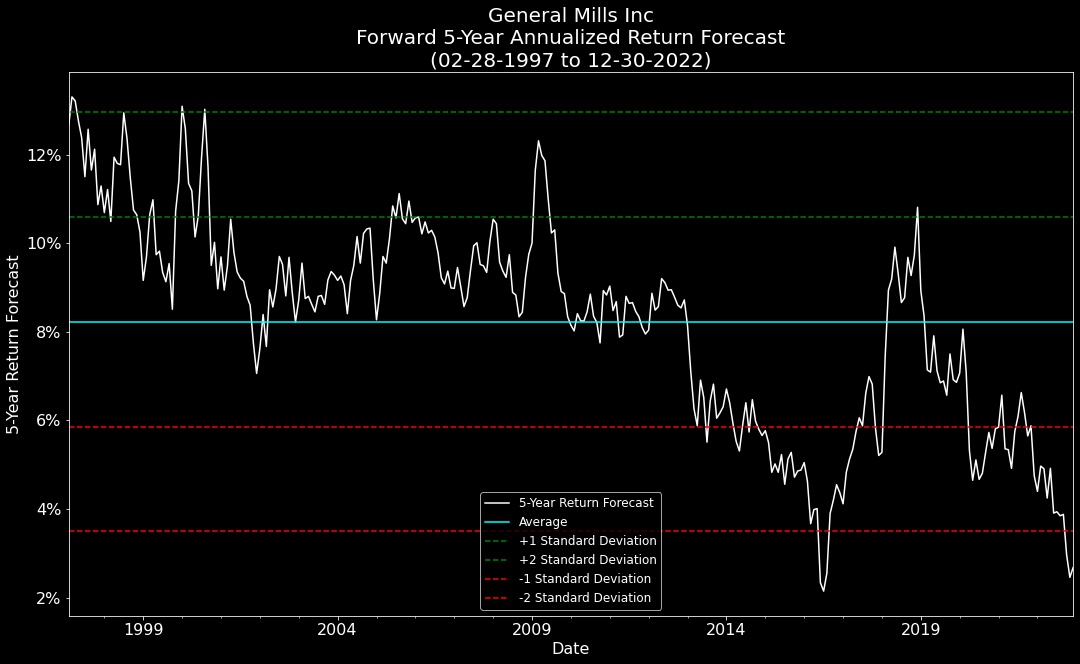 General Mills Inc
Forward 5-Year Annualized Return Forecast
(02-28-1997 to 12-30-2022)
5-Year Return Forecast
12%
10%
8%
6%
4%
2%
5-Year Return Forecast
Average
+1 Standard Deviation
+2 Standard Deviation
-1 Standard Deviation
-2 Standard Deviation
1999 2004 2009 2014 2019
Date